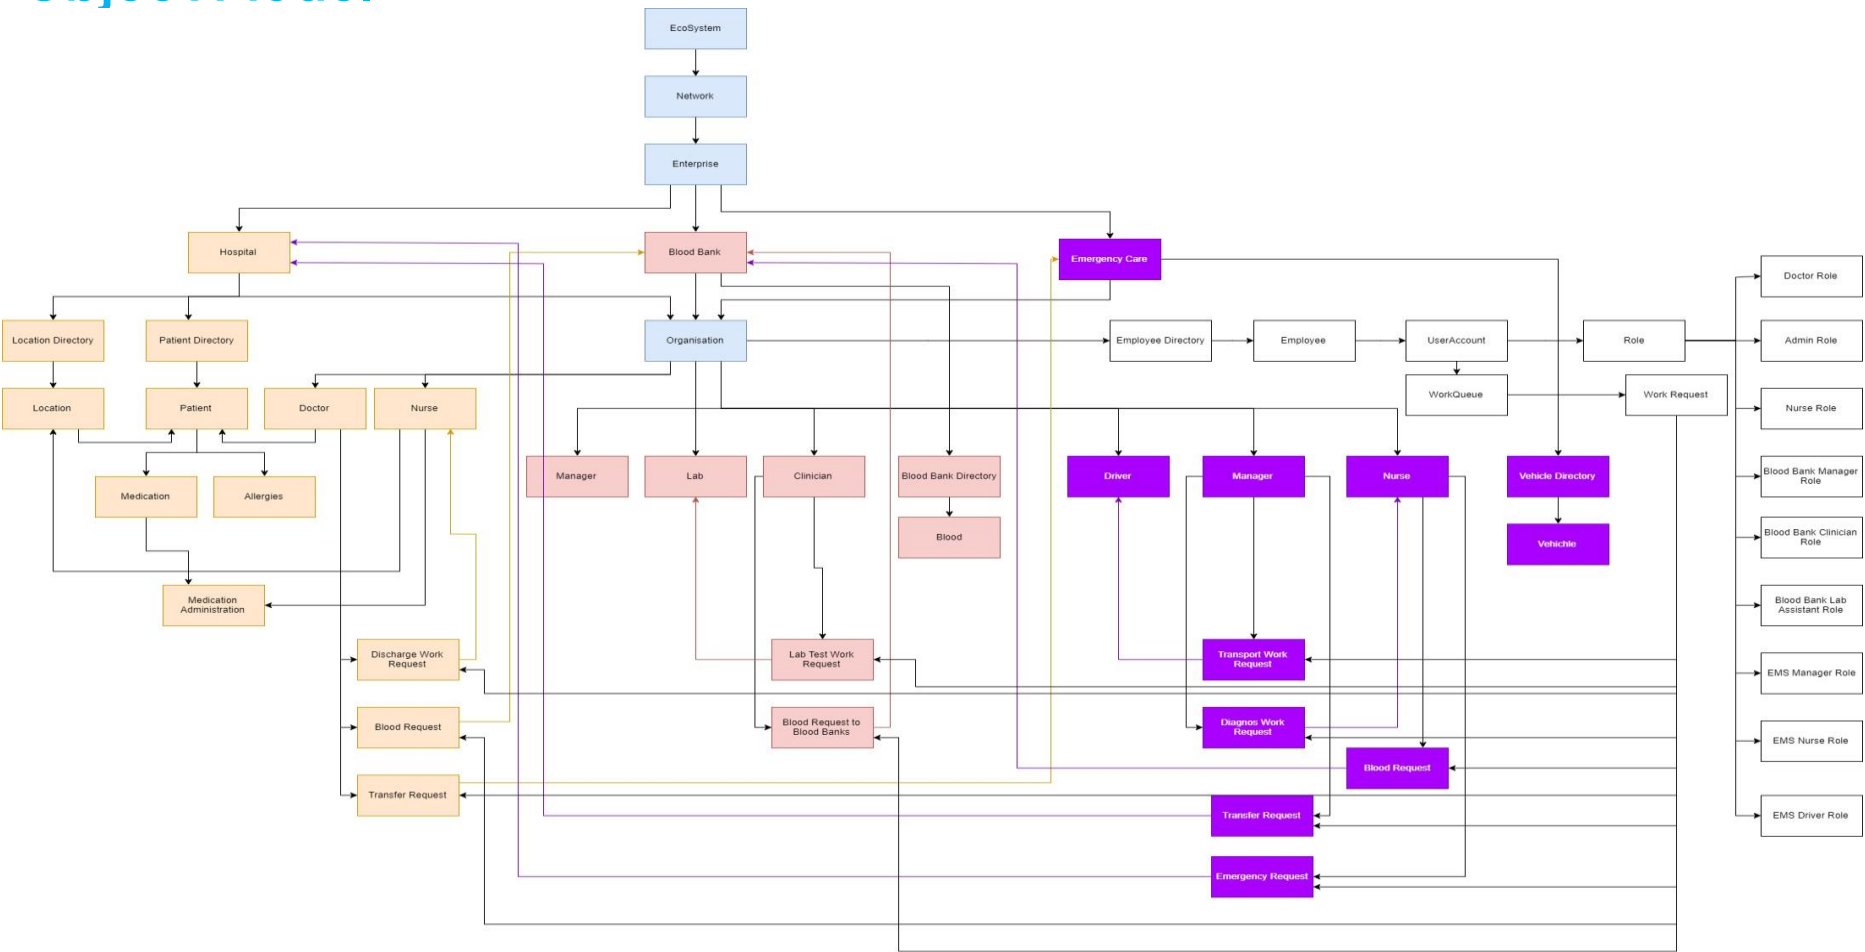 EcoSystem
Network
Enterprise
Hospital
Blood Bank
Emergency Care
Doctor Role
Location Directory
Patient Directory
Organisation
Employee Directory
Employee
UserAccount
Role
Admin Role
Location
Patient
Doctor
Nurse
WorkQueue
Work Request
Nurse Role
Manager
Lab
Clinician
Blood Bank Directory
Driver
Manager
Nurse
Vehicle Directory
Blood Bank Manager
Role
Medication
Allergies
Blood
Vehichle
Blood Bank Clinician
Role
Medication
Administration
Blood Bank Lab
Assistant Role
Discharge Work
Request
Lab Test Work
Request
Transport Work
Request
EMS Manager Role
Blood Request
Blood Request to
Blood Banks
Diagnos Work
Request
EMS Nurse Role
Blood Request
Transfer Request
Transfer Request
EMS Driver Role
Emergency Request